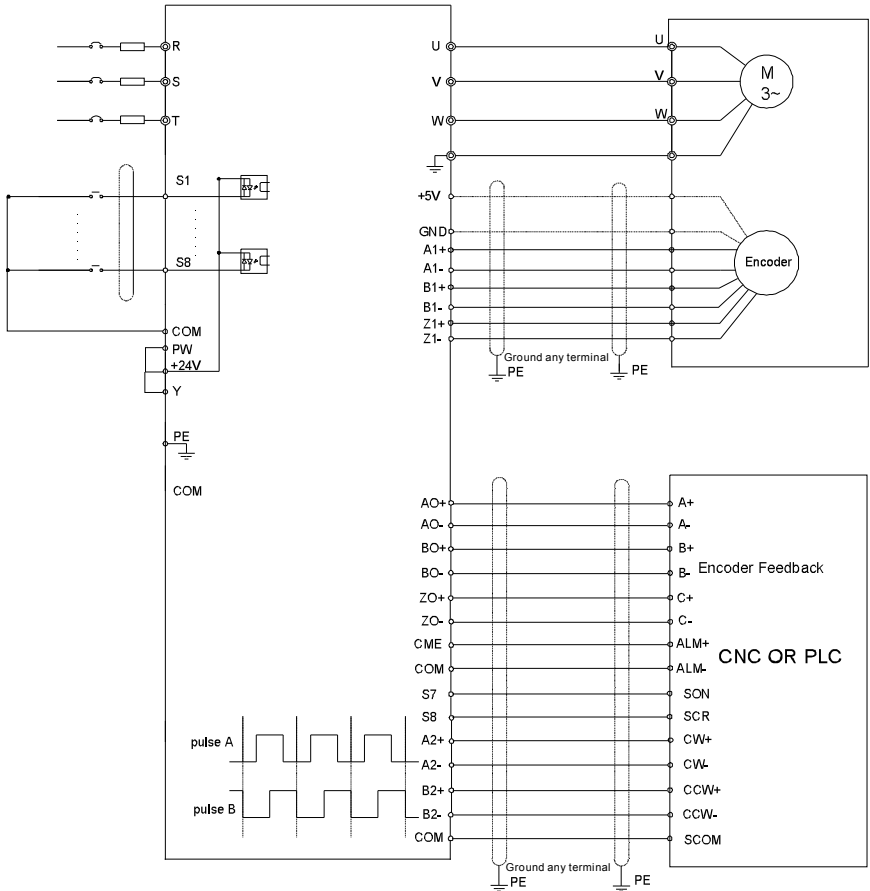 R
S
T
U
V
W
U
V
W
M
3~
S1
S8
COM
PW
+24V
Y
PE
COM
+5V
GND
A1+
A1-
B1+
B1-
Z1+
Z1-
Encoder
Ground any terminal
PE
PE
AO+
AO-
BO+
BO-
ZO+
ZO-
CME
COM
S7
S8
A2+
A2-
B2+
B2-
COM
A+
A-
B+
B-
Encoder Feedback
C+
C-
ALM+
ALM-
CNC OR PLC
SON
SCR
CW+
CW-
CCW+
CCW-
SCOM
pulse A
pulse B
Ground any terminal
PE
PE